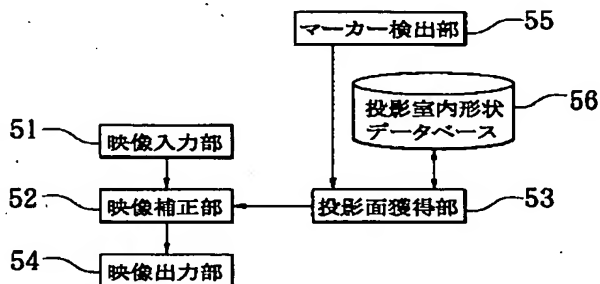 マーカー検出部
55
投影室内形状
データベース
56
51
映像入力部
52
映像補正部
投影面獲得部
53
54
映像出力部